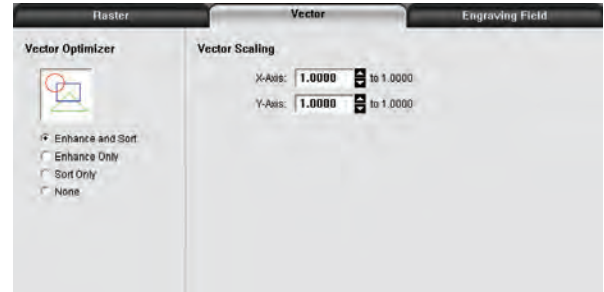 Raster Vector Engraving Field
Vector Optimizer
Enhance and Sort
Enhance Only
Sort Only
None
Vector Scaling
X-Axis: 1.0000 to 1.0000
Y-Axis: 1.0000 to 1.0000